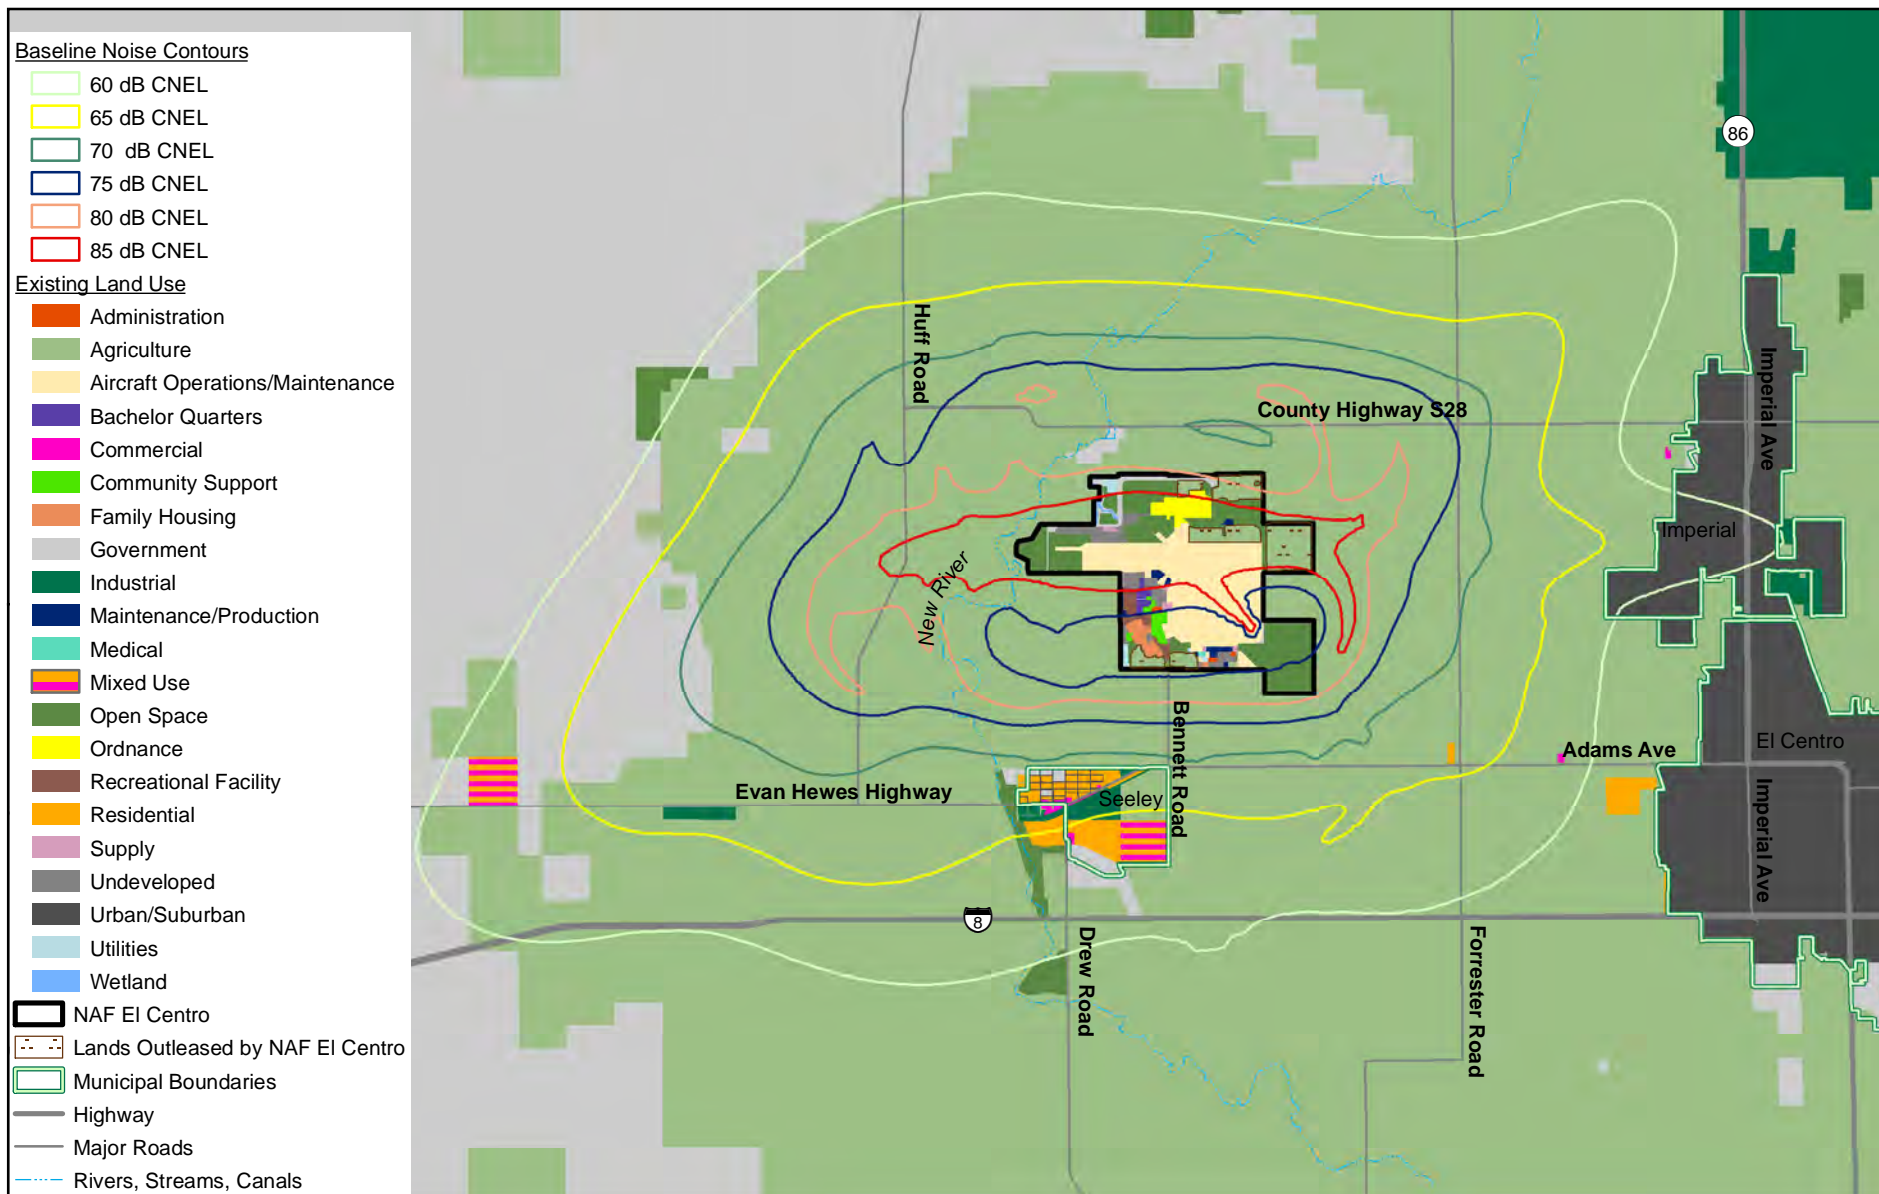 Baseline Noise Contours
60 dB CNEL
65 dB CNEL
70 dB CNEL
75 dB CNEL
80 dB CNEL
85 dB CNEL
Existing Land Use
Administration
Agriculture
Aircraft Operations/Maintenance
Bachelor Quarters
Commercial
Community Support
Family Housing
Government
Industrial
Maintenance/Production
Medical
Mixed Use
Open Space
Ordnance
Recreational Facility
Residential
Supply
Undeveloped
Urban/Suburban
Utilities
Wetland
NAF El Centro
Lands Outleased by NAF El Centro
Municipal Boundaries
Highway
Major Roads
Rivers, Streams, Canals
86
Huff Road
Imperial Ave
County Highway S28
Imperial
New River
Bennett Road
Adams Ave
El Centro
Evan Hewes Highway
Seeley
Imperial Ave
8
Drew Road
Forrester Road